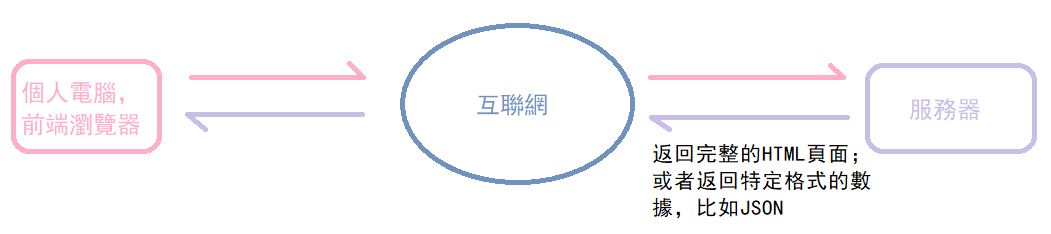 個人電腦,
前端瀏覽器
互聯網
服務器
返回完整的HTML頁面;
或者返回特定格式的數
據，比如JSON